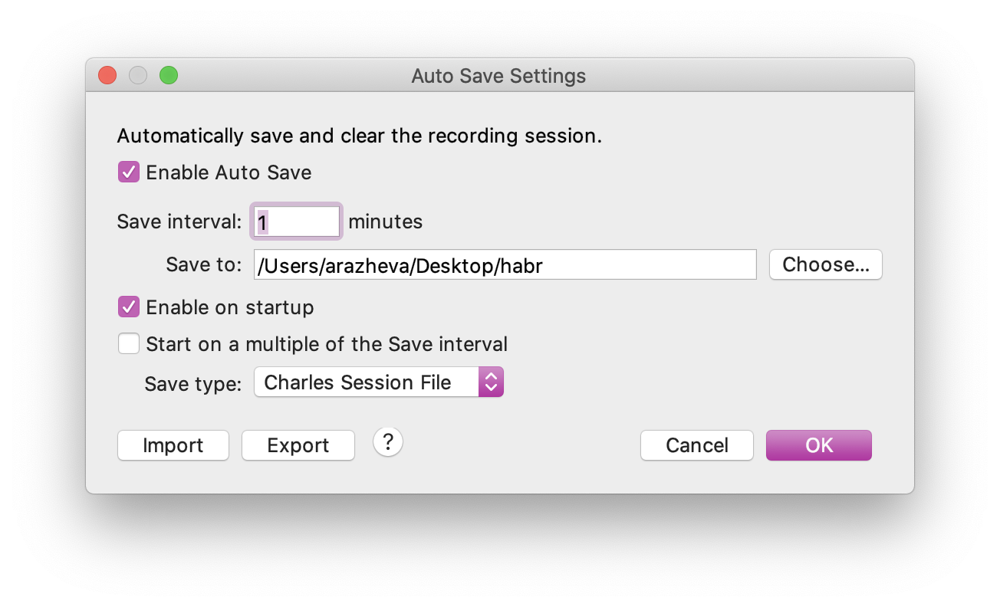 Auto Save Settings
Automatically save and clear the recording session.
Enable Auto Save
Save interval: 1 minutes
Save to: /Users/arazheva/Desktop/habr Choose...
Enable on startup
Start on a multiple of the Save interval
Save type: Charles Session File
Import Export ? Cancel OK